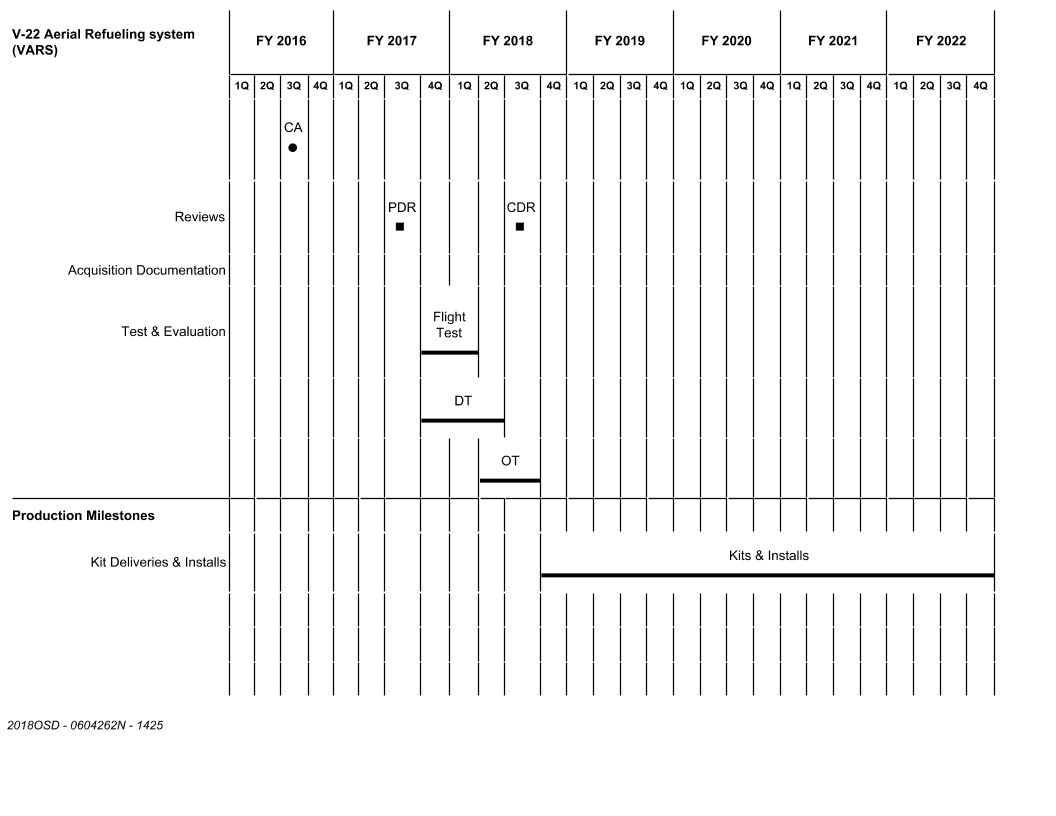 V-22 Aerial Refueling system
(VARS)
FY 2016 FY 2017 FY 2018 FY 2019 FY 2020 FY 2021 FY 2022
1Q 2Q 3Q 4Q 1Q 2Q 3Q 4Q 1Q 2Q 3Q 4Q 1Q 2Q 3Q 4Q 1Q 2Q 3Q 4Q 1Q 2Q 3Q 4Q 1Q 2Q 3Q 4Q
CA
Reviews PDR CDR
Acquisition Documentation
Test & Evaluation
Flight
Test
DT
OT
Production Milestones
Kit Deliveries & Installs Kits & Installs
2018OSD - 0604262N - 1425